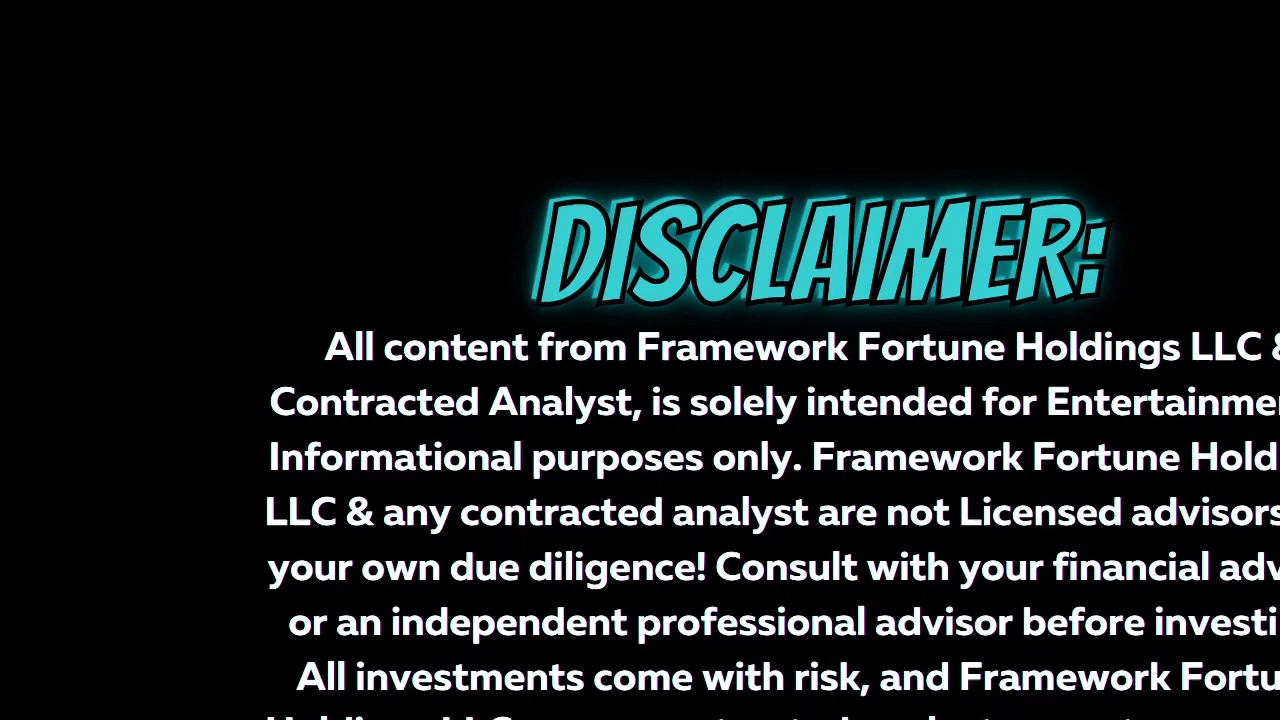 DISCLAIMER:
All content from Framework Fortune Holdings LLC &
Contracted Analyst, is solely intended for
Informational purposes only. Framework Fortune
LLC & any contracted analyst are not Licensed advisors
your own due diligence! Consult with your financial
or an independent professional advisor before
All investments come with risk, and Framework